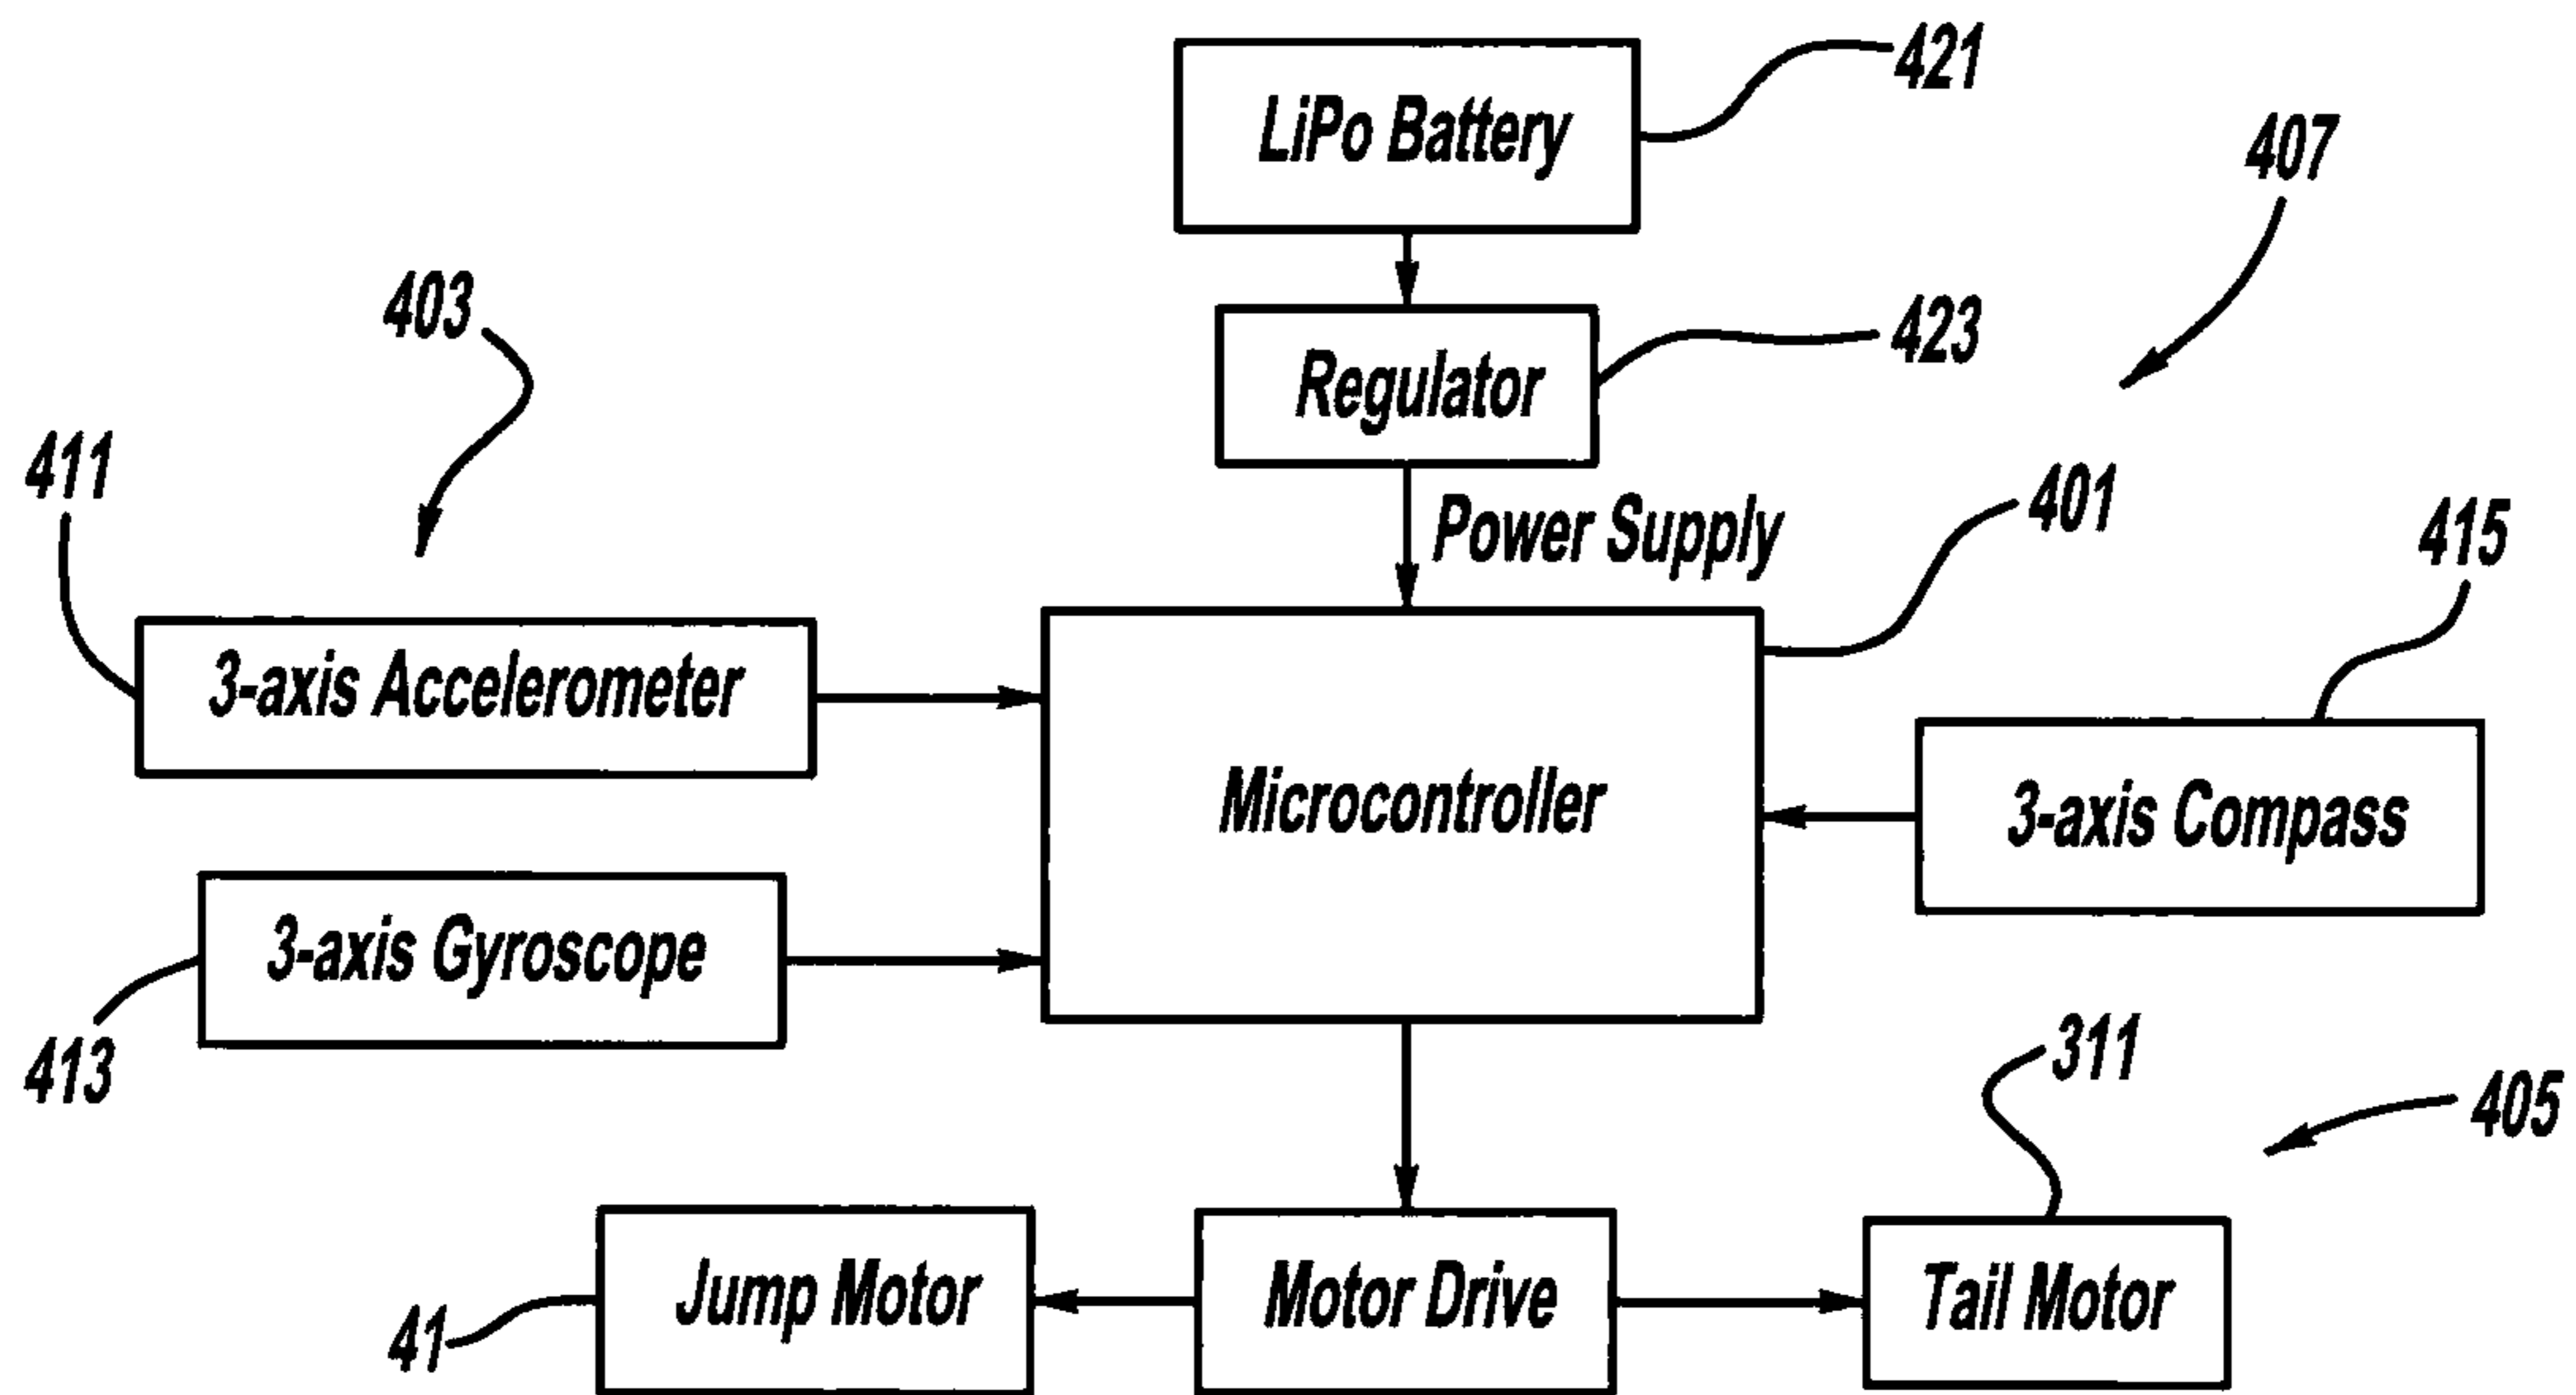 421
LiPo Battery
407
403
423
Regulator
411
401
Power Supply
415
3-axis Accelerometer
Microcontroller
3-axis Compass
3-axis Gyroscope
413
311
405
Jump Motor
Motor Drive
Tail Motor
41